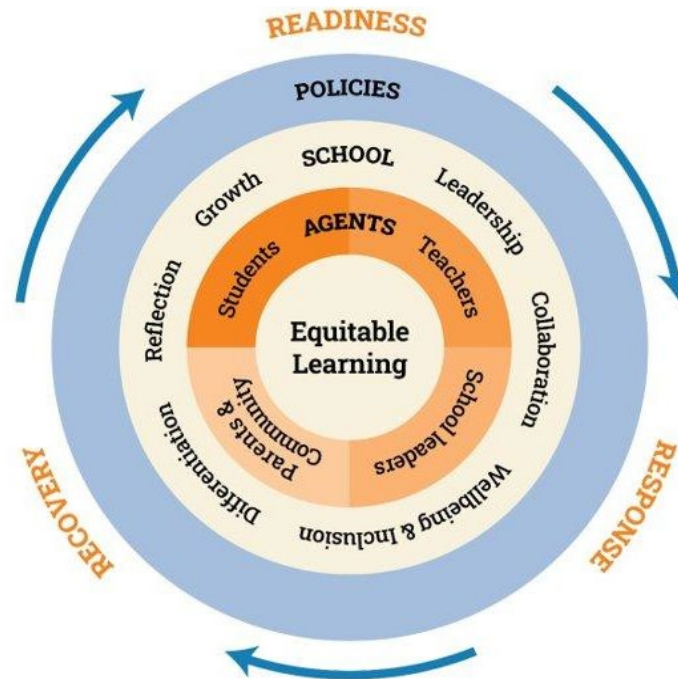 READINESS
POLICIES
SCHOOL
Growth
Leadership
AGENTS
Students
Teachers
Reflection
Collaboration
Equitable
Learning
Parents &
Community
School leaders
Differentiation
Wellbeing & Inclusion
RECOVERY
RESPONSE